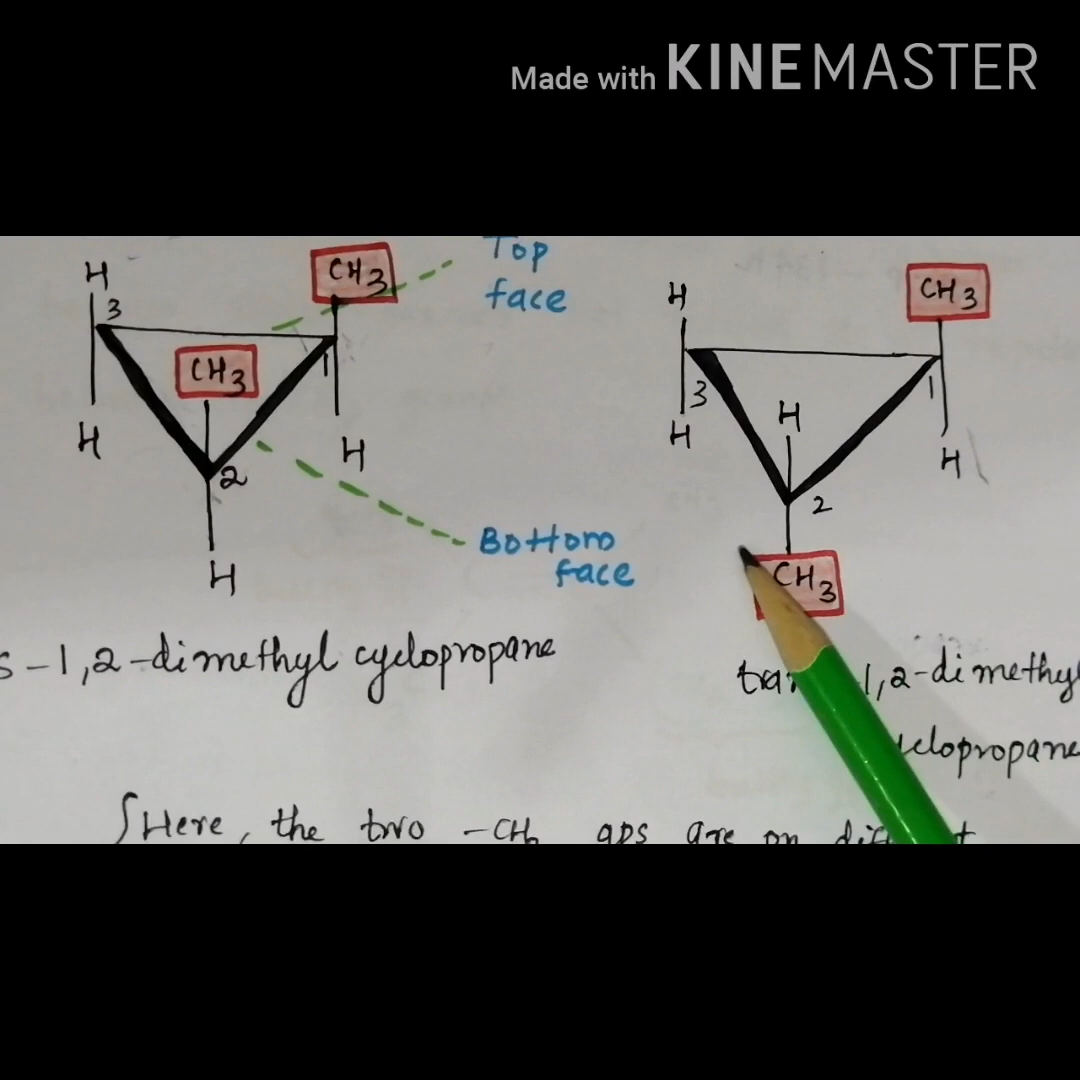 Made with KINEMASTER
Top
face
H
3
CH3
1
CH3
H
H
2
H
Bottom
face
H
CH3
3
1
H
H
H
2
CH3
-1,2-dimethyl cyclopropane
1,2-dimethyl
cyclopropane
Here, the two -CH3 gps are on